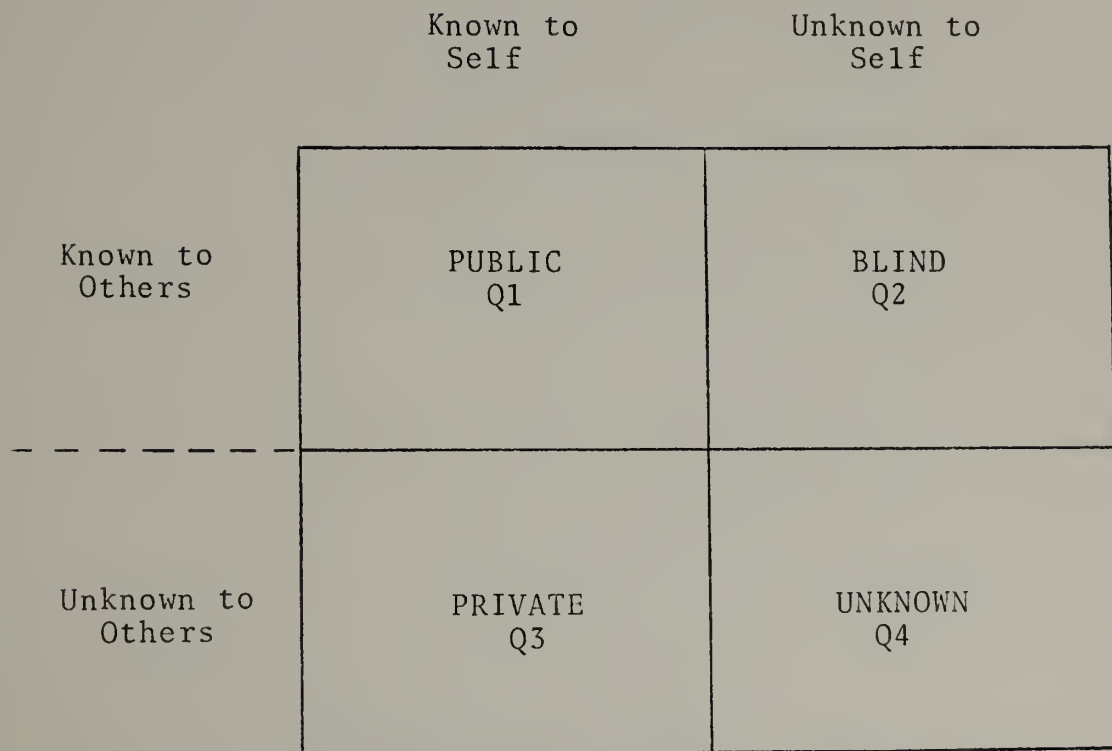 Known to
Self
Unknown to
Self
Known to
Others
PUBLIC
Q1
BLIND
Q2
Unknown to
Others
PRIVATE
Q3
UNKNOWN
Q4